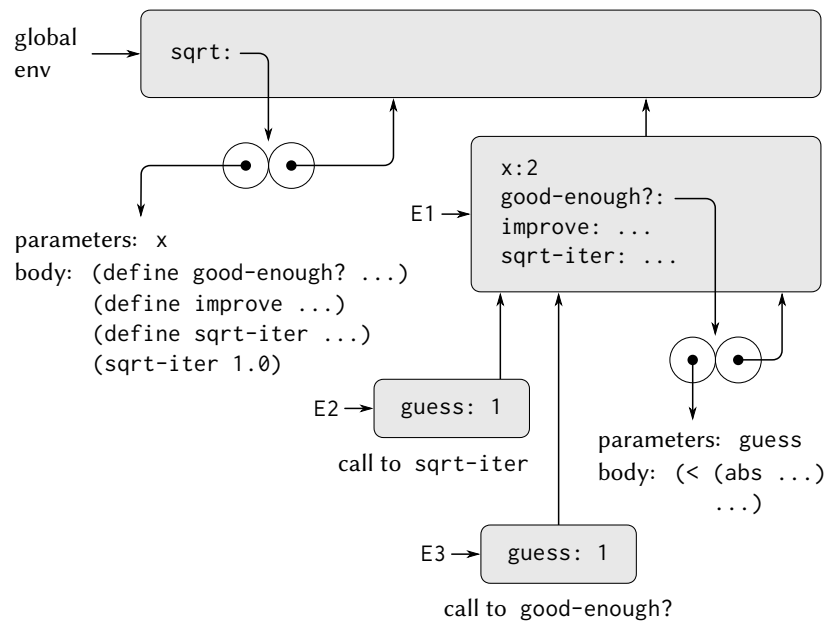 global
env
sqrt:
x:2
good-enough?:
improve: ...
sqrt-iter: ...
E1
parameters: x
body: (define good-enough? ...)
(define improve ...)
(define sqrt-iter ...)
(sqrt-iter 1.0)
E2
guess: 1
call to sqrt-iter
parameters: guess
body: (< (abs ...)
...)
E3
guess: 1
call to good-enough?